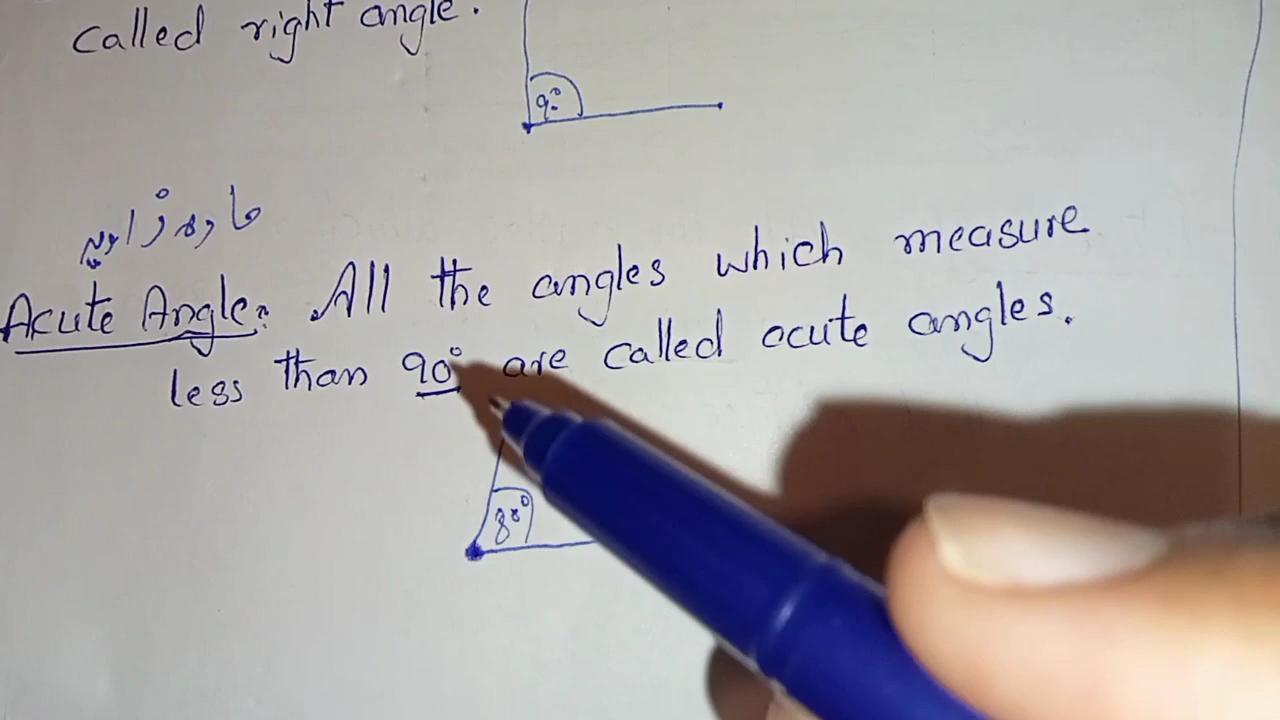 called right angle.
90°
حادہ زاویہ
Acute Angle: All the angles which measure
less than 90° are called acute angles.